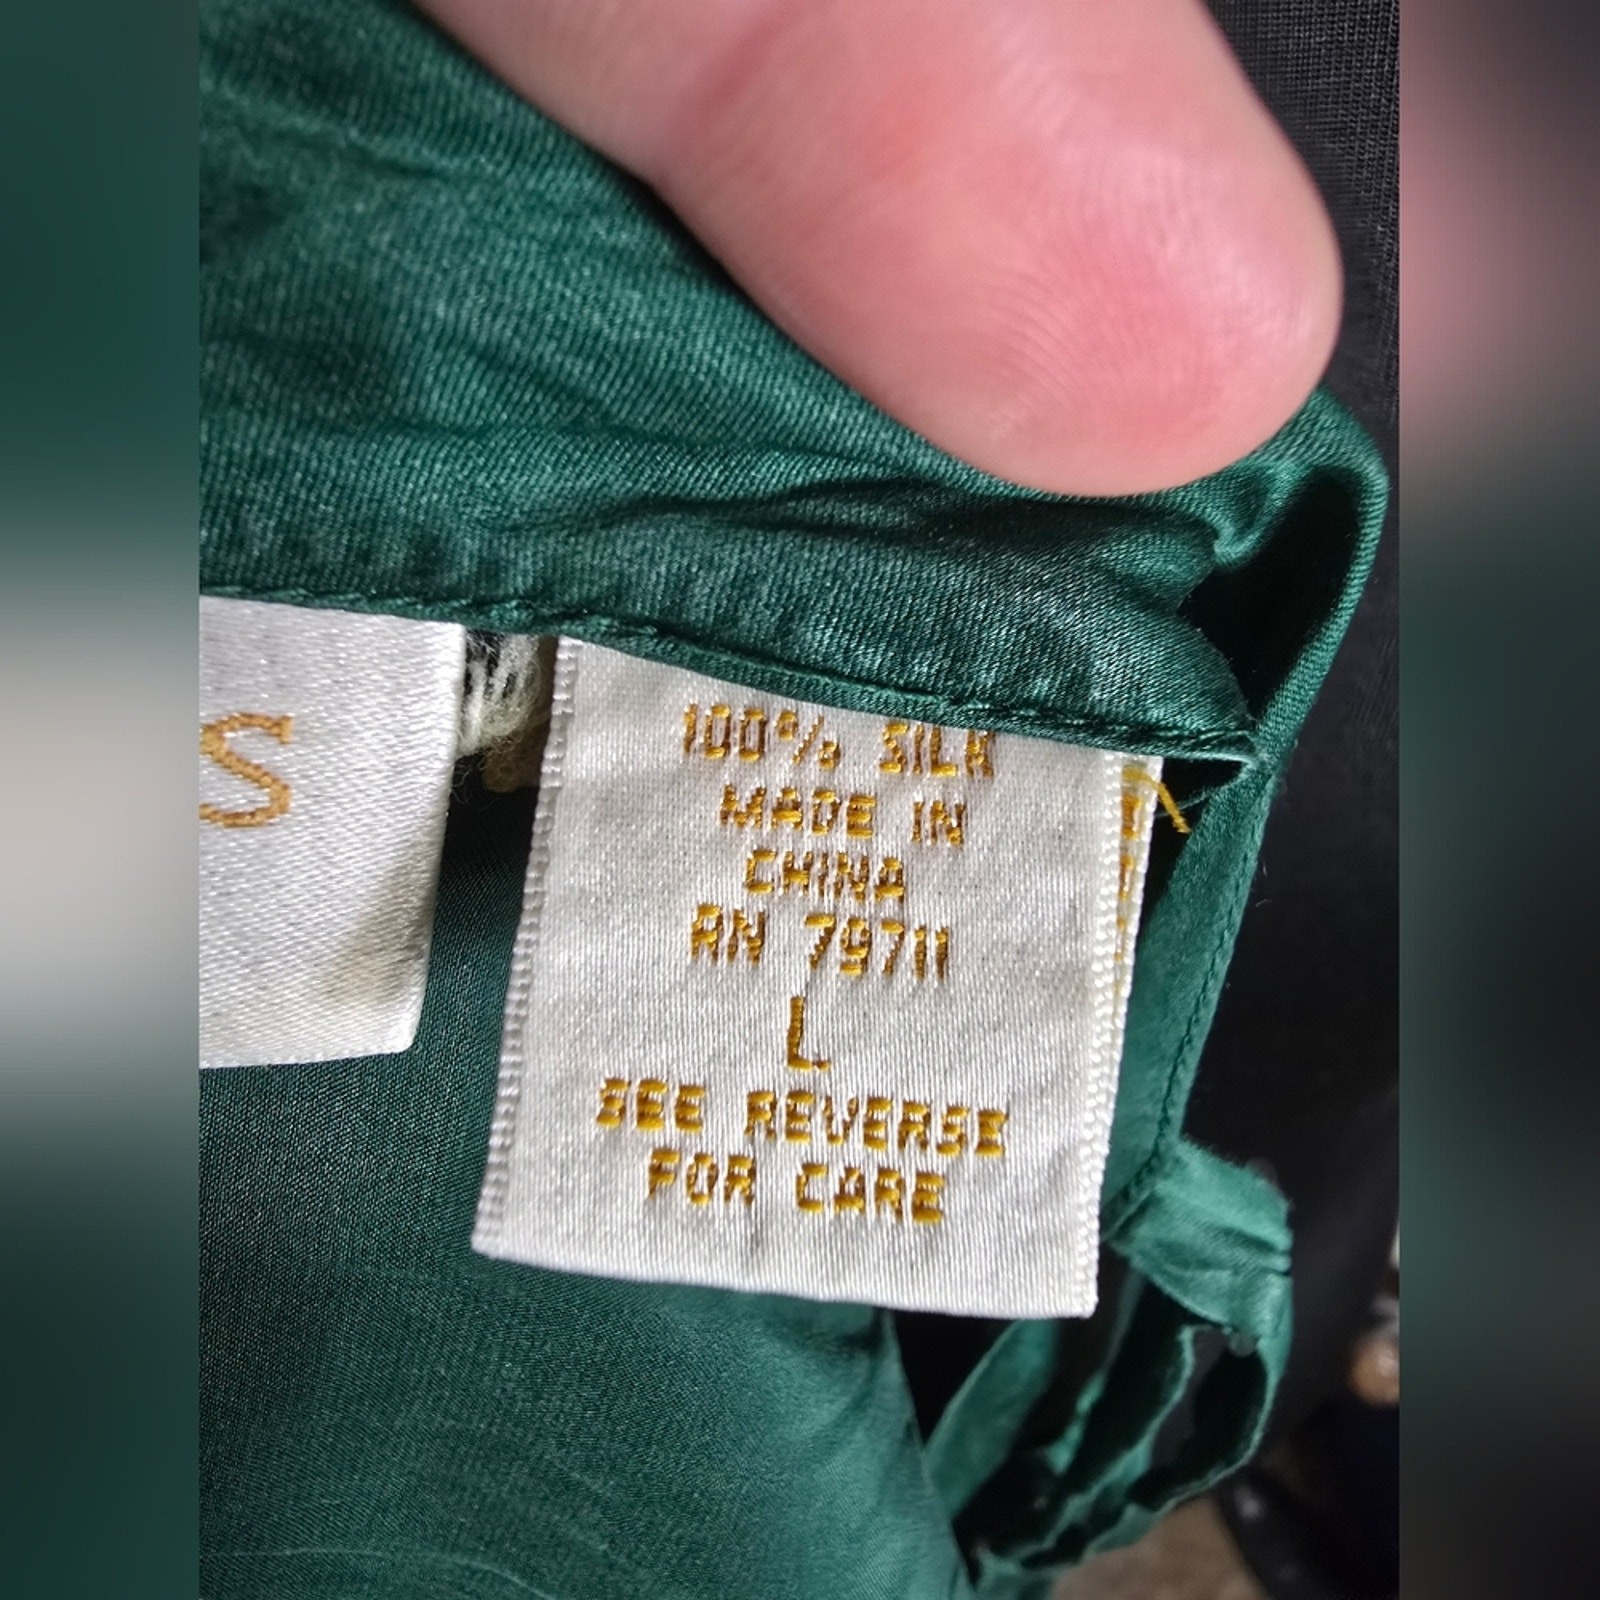 S
100% SILK
MADE IN
CHINA
RN 79711
L
SEE REVERSE
FOR CARE